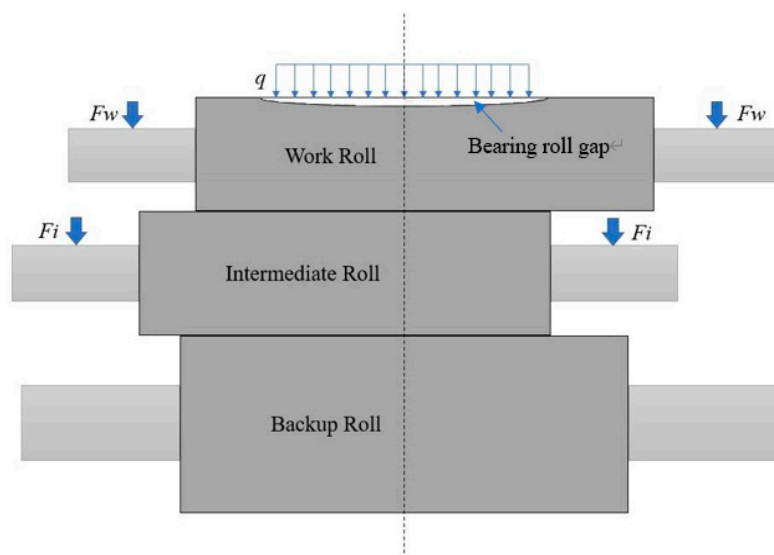 q
Fw
Fw
Work Roll
Bearing roll gap↵
Fi
Fi
Intermediate Roll
Backup Roll